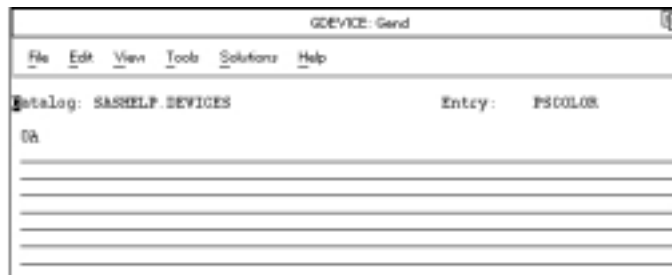 GDEVICE: Gend
File Edit View Tools Solutions Help
Catalog: SASHELP.DEVICES Entry: PSCOLOR
0A